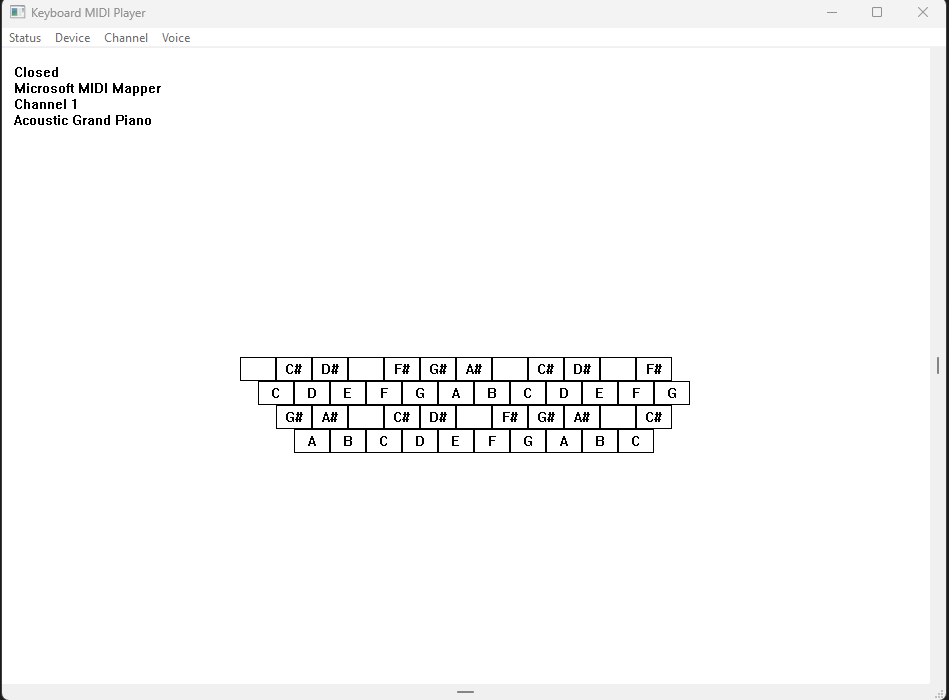 Keyboard MIDI Player
Status Device Channel Voice
Closed
Microsoft MIDI Mapper
Channel 1
Acoustic Grand Piano
C# D# F# G# A# C# D# F#
C D E F G A B C D E F G
G# A# C# D# F# G# A# C#
A B C D E F G A B C